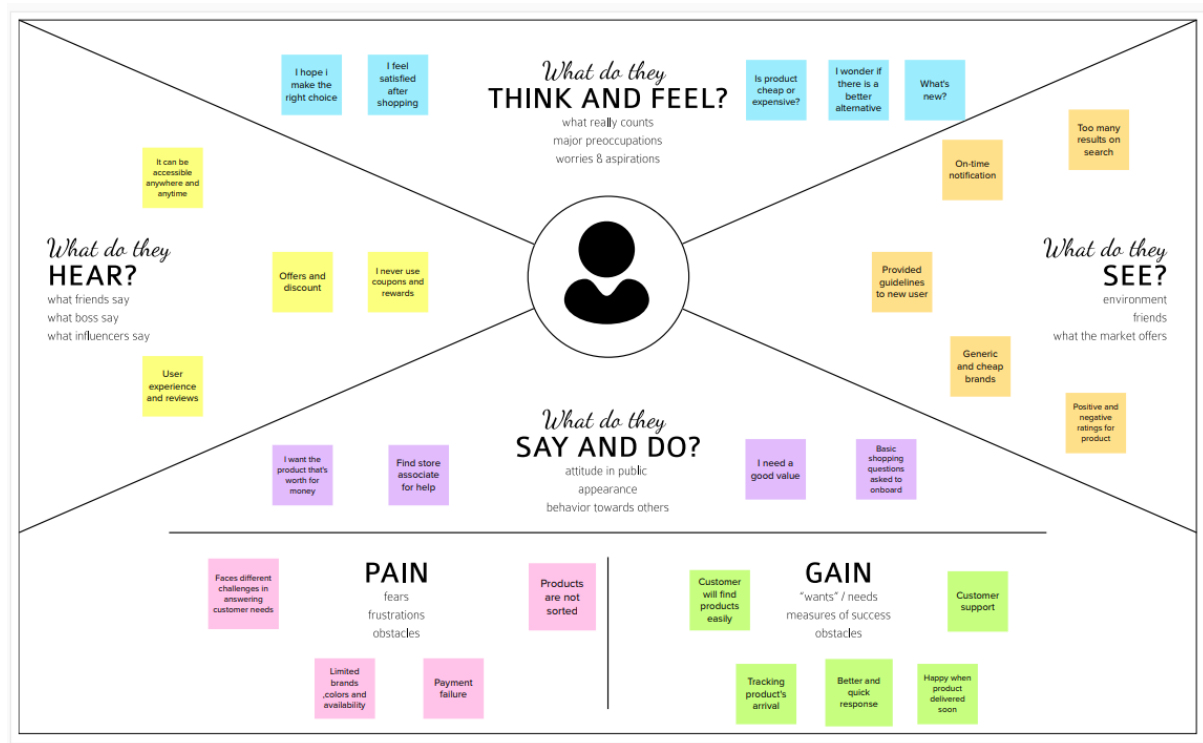 What do they
THINK AND FEEL?
what really counts
major preoccupations
worries & aspirations
I hope i
make the
right choice
I feel
satisfied
after
shopping
Is product
cheap or
expensive?
I wonder if
there is a
better
alternative
What's
new?
What do they
HEAR?
what friends say
what boss say
what influencers say
It can be
accessible
anywhere and
anytime
Offers and
discount
I never use
coupons and
rewards
User
experience
and reviews
What do they
SEE?
environment
friends
what the market offers
Too many
results on
search
On-time
notification
Provided
guidelines
to new user
Generic
and cheap
brands
Positive and
negative
ratings for
product
What do they
SAY AND DO?
attitude in public
appearance
behavior towards others
I want the
product that's
worth for
money
Find store
associate
for help
I need a
good value
Basic
shopping
questions
asked to
onboard
PAIN
fears
frustrations
obstacles
Faces different
challenges in
answering
customer needs
Products
are not
sorted
Limited
brands
,colors and
availability
Payment
failure
GAIN
"wants" / needs
measures of success
obstacles
Customer
will find
products
easily
Customer
support
Tracking
product's
arrival
Better and
quick
response
Happy when
product
delivered
soon